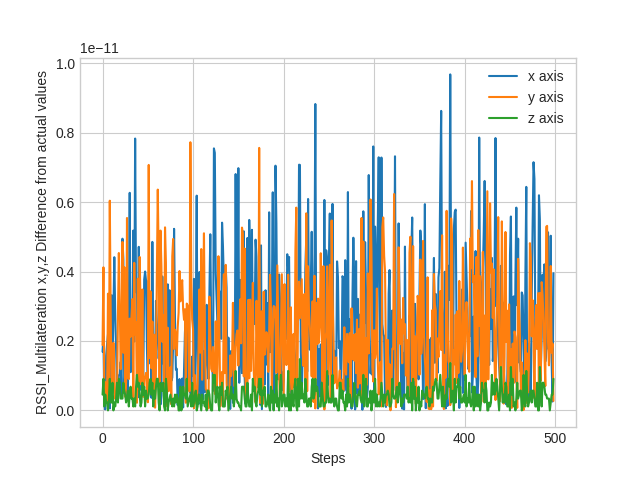 1e−11
1.0
0.8
0.6
0.4
0.2
0.0
0
100
200
300
400
500
Steps
RSSI_Multilateration x,y,z Difference from actual values
x axis
y axis
z axis